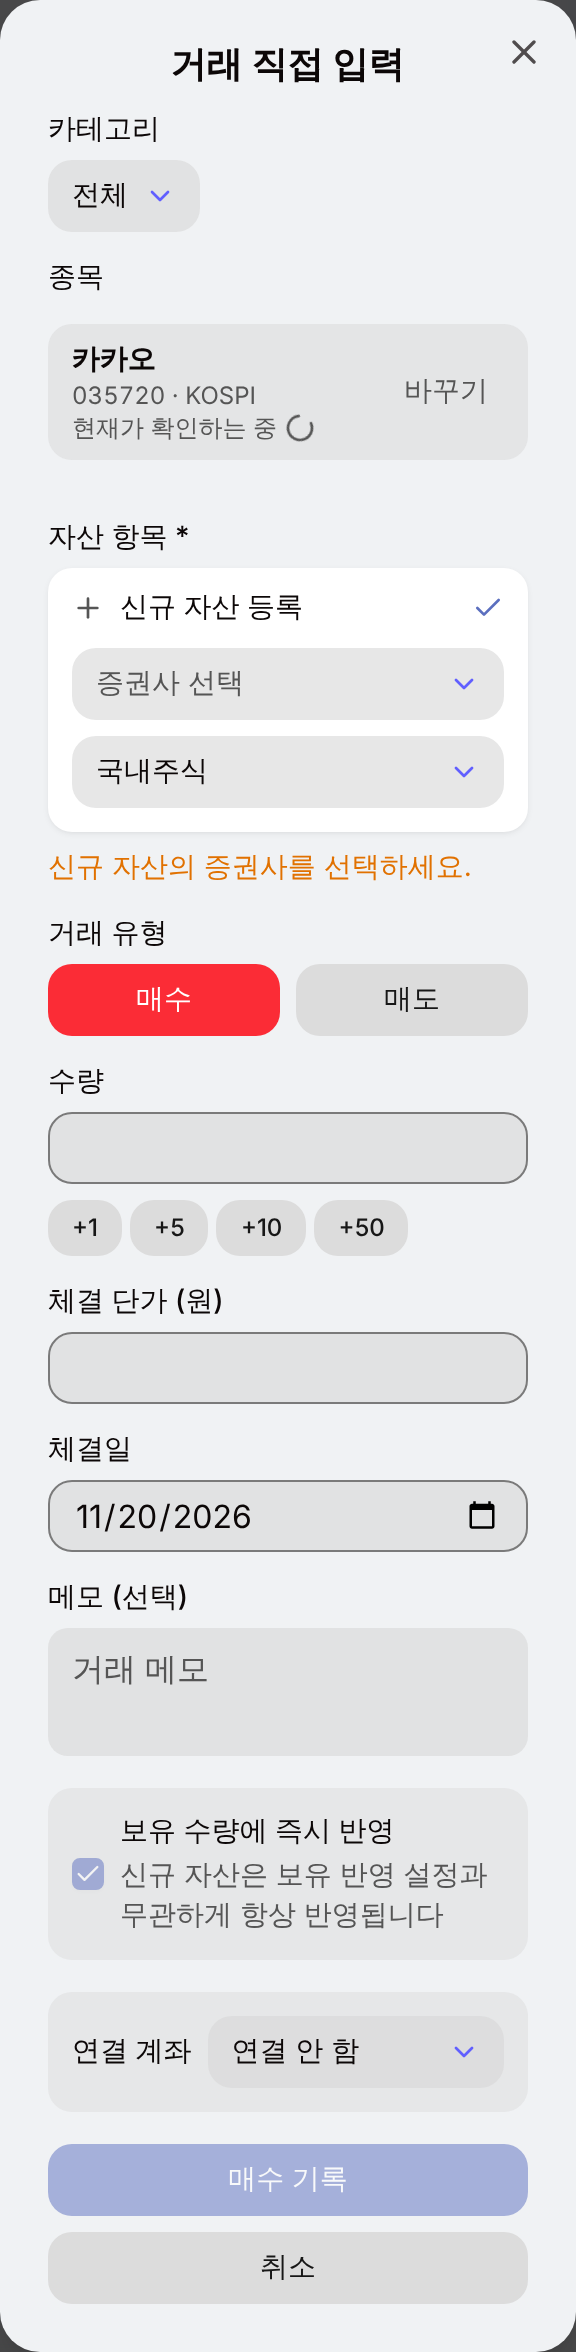 거래 직접 입력
카테고리
전체
종목
카카오
035720 · KOSPI
현재가 확인하는 중
바꾸기
자산 항목 *
신규 자산 등록
증권사 선택
국내주식
신규 자산의 증권사를 선택하세요.
거래 유형
매수 매도
수량
+1 +5 +10 +50
체결 단가 (원)
체결일
11/20/2026
메모 (선택)
거래 메모
보유 수량에 즉시 반영
신규 자산은 보유 반영 설정과
무관하게 항상 반영됩니다
연결 계좌 연결 안 함
매수 기록
취소